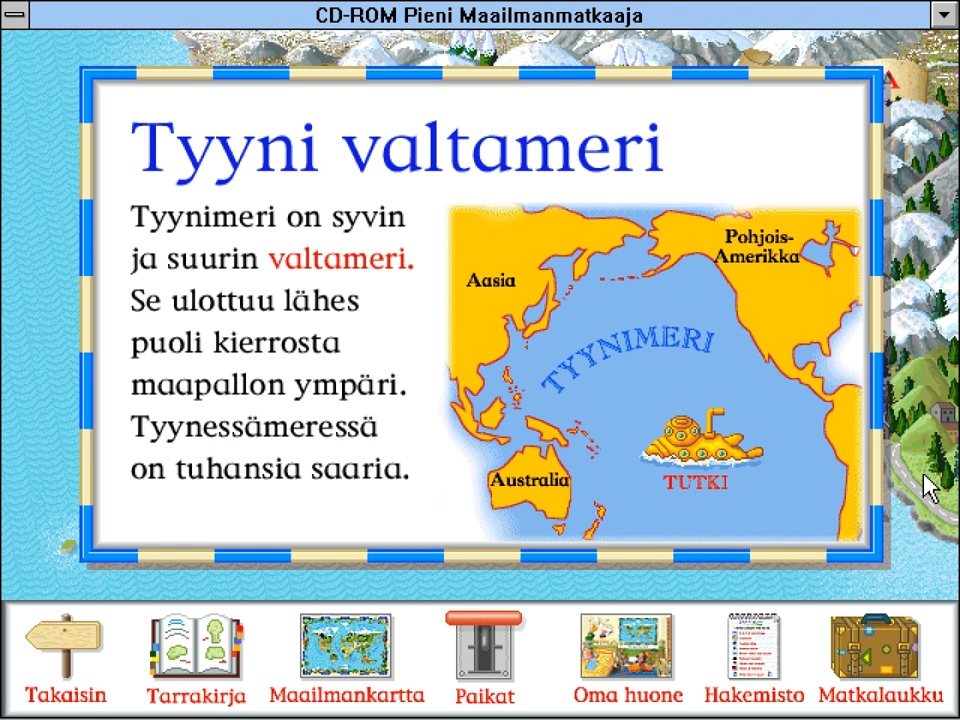 CD-ROM Pieni Maailmanmatkaaja
Tyyni valtameri
Tyynimeri on syvin
ja suurin valtameri.
Se ulottuu lähes
puoli kierrosta
maapallon ympäri.
Tyynessämeressä
on tuhansia saaria.
Aasia
Pohjois-
Amerikka
TYYNIMERI
Australia
TUTKI
Takaisin
Tarrakirja
Maailmankartta
Paikat
Oma huone
Hakemisto
Matkalaukku